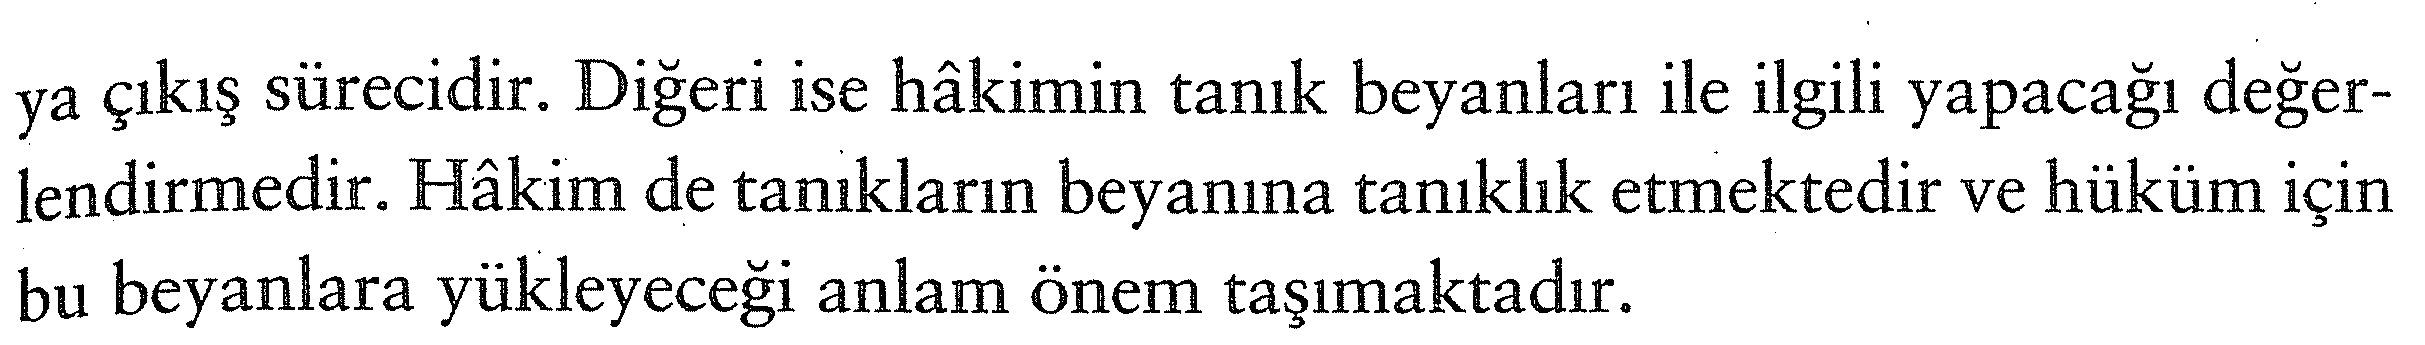 ya çıkış sürecidir. Diğeri ise hâkimin tanık beyanları ile ilgili yapacağı değer-
lendirmedir. Hâkim de tanıkların beyanına tanıklık etmektedir ve hüküm için
bu beyanlara yükleyeceği anlam önem taşımaktadır.